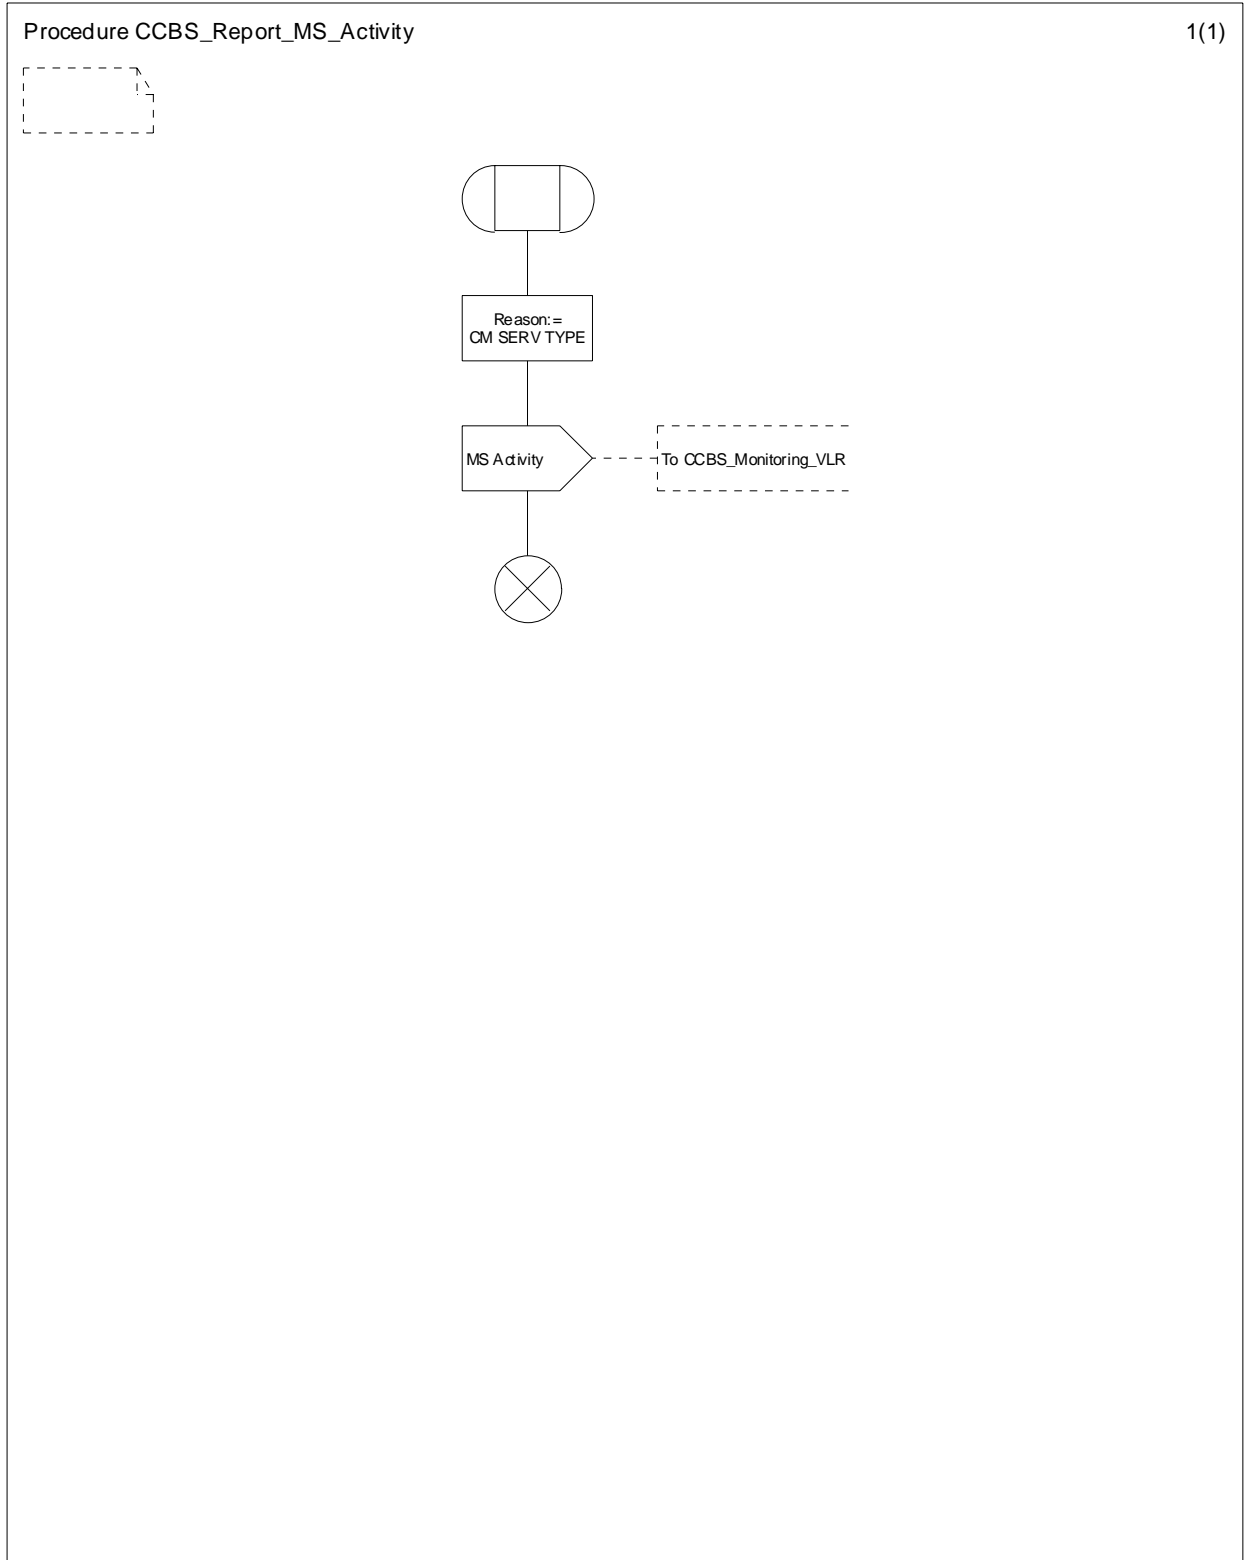 Procedure CCBS_Report_MS_Activity
1(1)
Reason:=
CM SERV TYPE
MS Activity
To CCBS_Monitoring_VLR